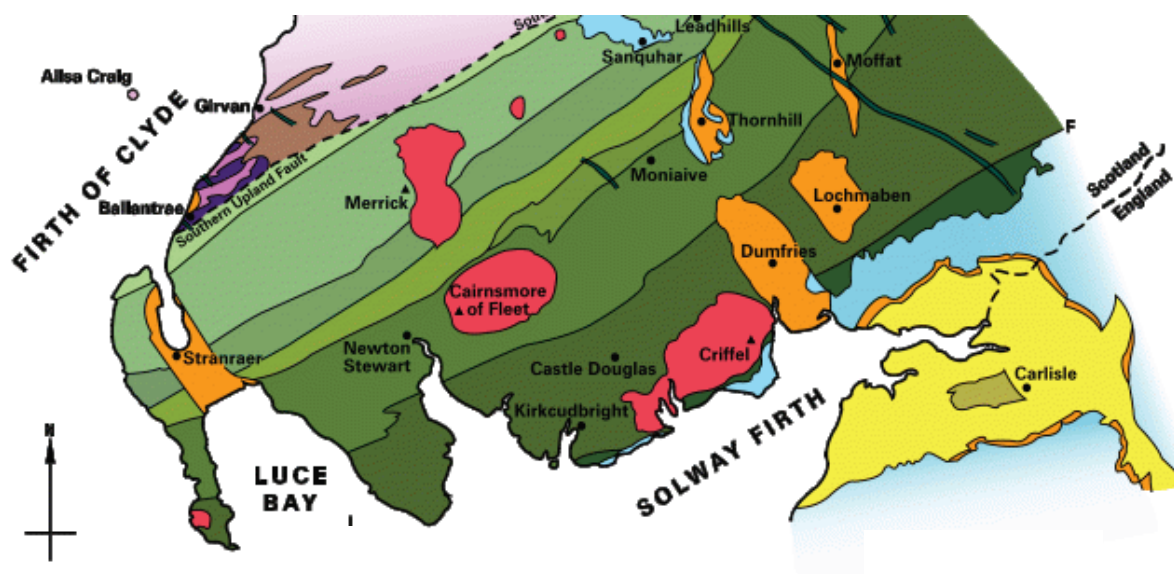 Leadhills
Sanquhar
Moffat
Ailsa Craig
Girvan
Thornhill
F
FIRTH OF CLYDE
Moniaive
Scotland
England
Merrick
Lochmaben
Ballantrae
Southern Upland Fault
Dumfries
Cairnsmore
of Fleet
Stranraer
Newton
Stewart
Criffel
Castle Douglas
Carlisle
Kirkcudbright
N
LUCE
BAY
SOLWAY FIRTH
I